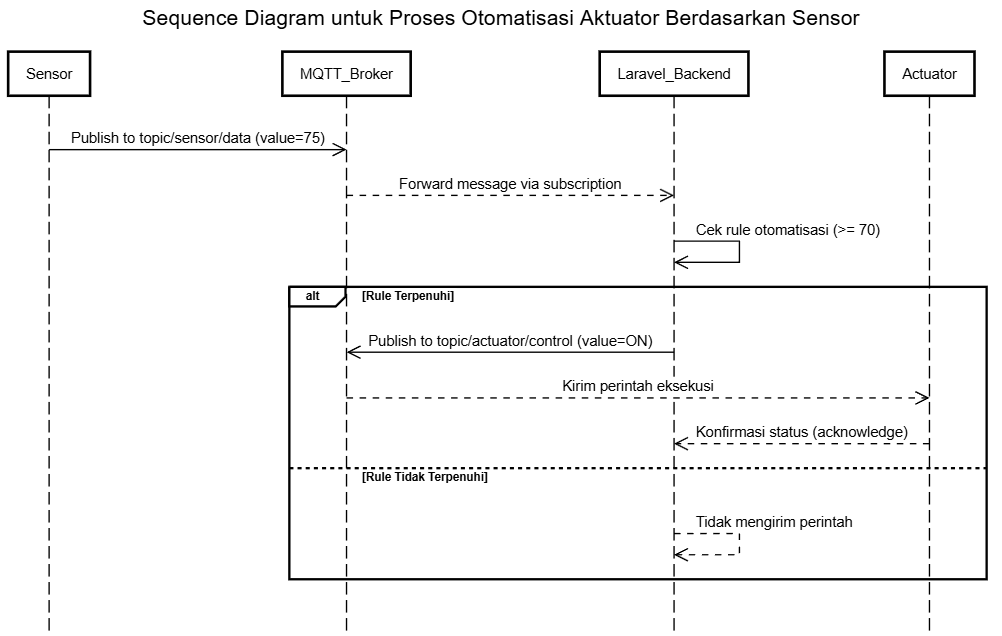 Sequence Diagram untuk Proses Otomatisasi Aktuator Berdasarkan Sensor
Sensor
MQTT_Broker
Laravel_Backend
Actuator
Publish to topic/sensor/data (value=75)
Forward message via subscription
Cek rule otomatisasi (>= 70)
alt
[Rule Terpenuhi]
Publish to topic/actuator/control (value=ON)
Kirim perintah eksekusi
Konfirmasi status (acknowledge)
[Rule Tidak Terpenuhi]
Tidak mengirim perintah